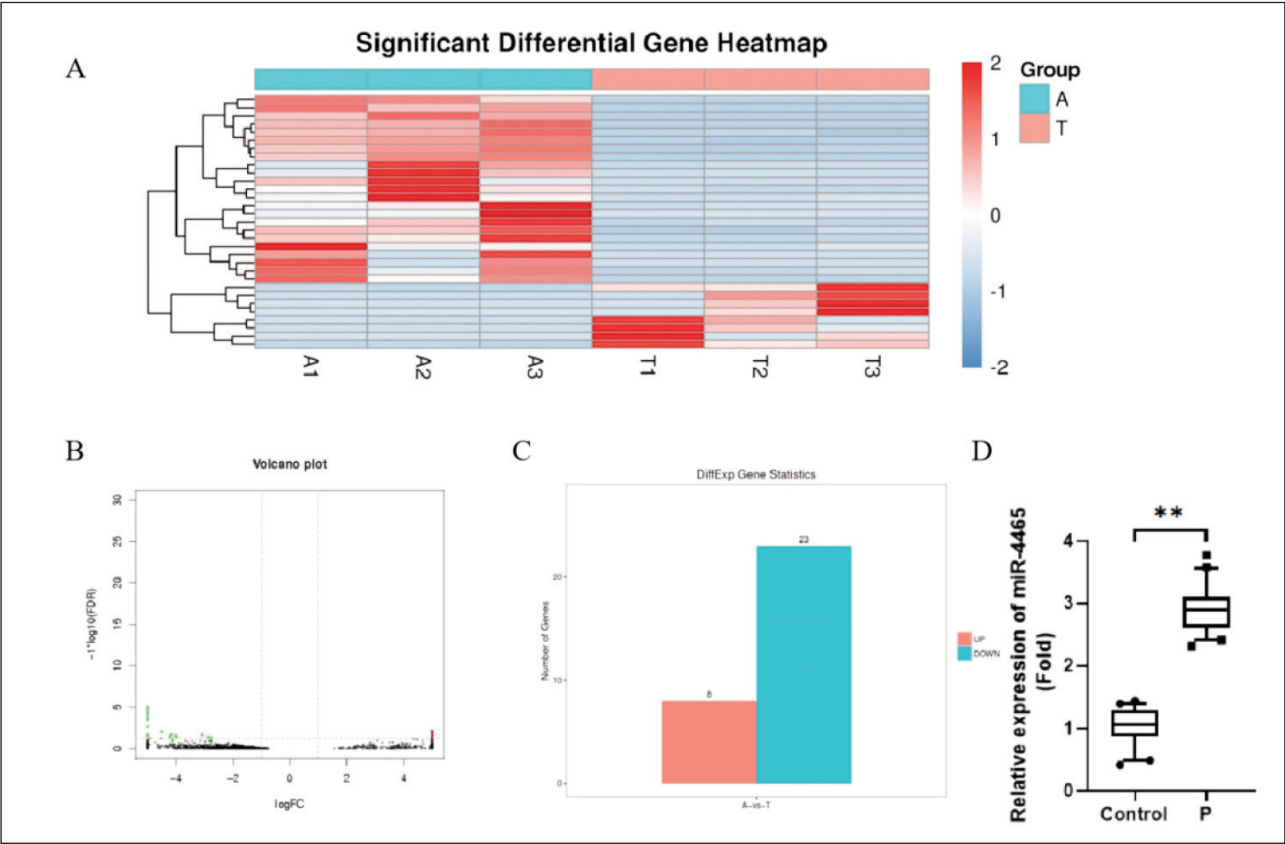 A
Significant Differential Gene Heatmap
2
1
0
-1
-2
Group
A
T
A1 A2 A3 T1 T2 T3
B
Volcano plot
-1*log10(FDR)
30
25
20
15
10
5
0
-4 -2 0 2 4
logFC
C
DiffExp Gene Statistics
Number of Genes
20
10
0
8
23
A-vs-T
UP
DOWN
D
Relative expression of miR-4465
(Fold)
**
4
3
2
1
0
Control P